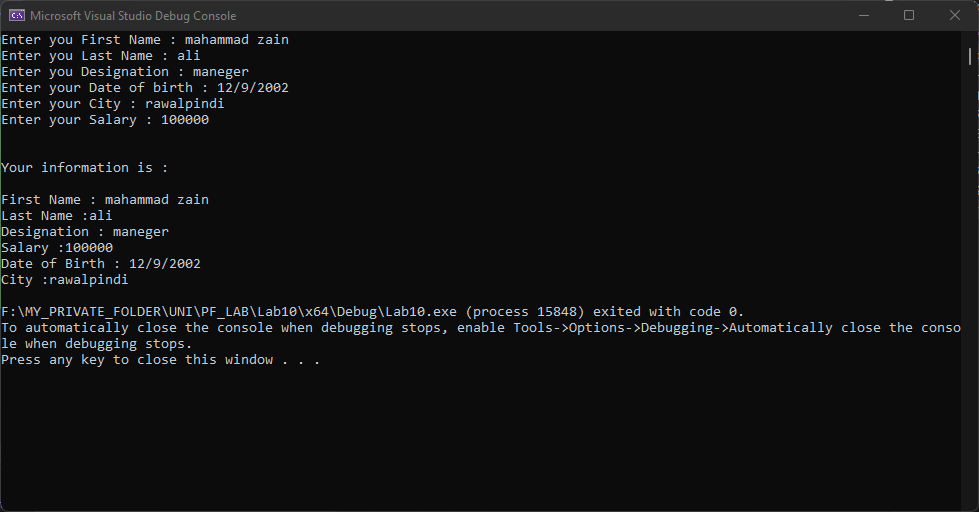 Microsoft Visual Studio Debug Console
Enter you First Name : mahammad zain
Enter you Last Name : ali
Enter you Designation : maneger
Enter your Date of birth : 12/9/2002
Enter your City : rawalpindi
Enter your Salary : 100000
Your information is :
First Name : mahammad zain
Last Name :ali
Designation : maneger
Salary :100000
Date of Birth : 12/9/2002
City :rawalpindi
F:\MY_PRIVATE_FOLDER\UNI\PF_LAB\Lab10\x64\Debug\Lab10.exe (process 15848) exited with code 0.
To automatically close the console when debugging stops, enable Tools->Options->Debugging->Automatically close the conso
le when debugging stops.
Press any key to close this window . . .